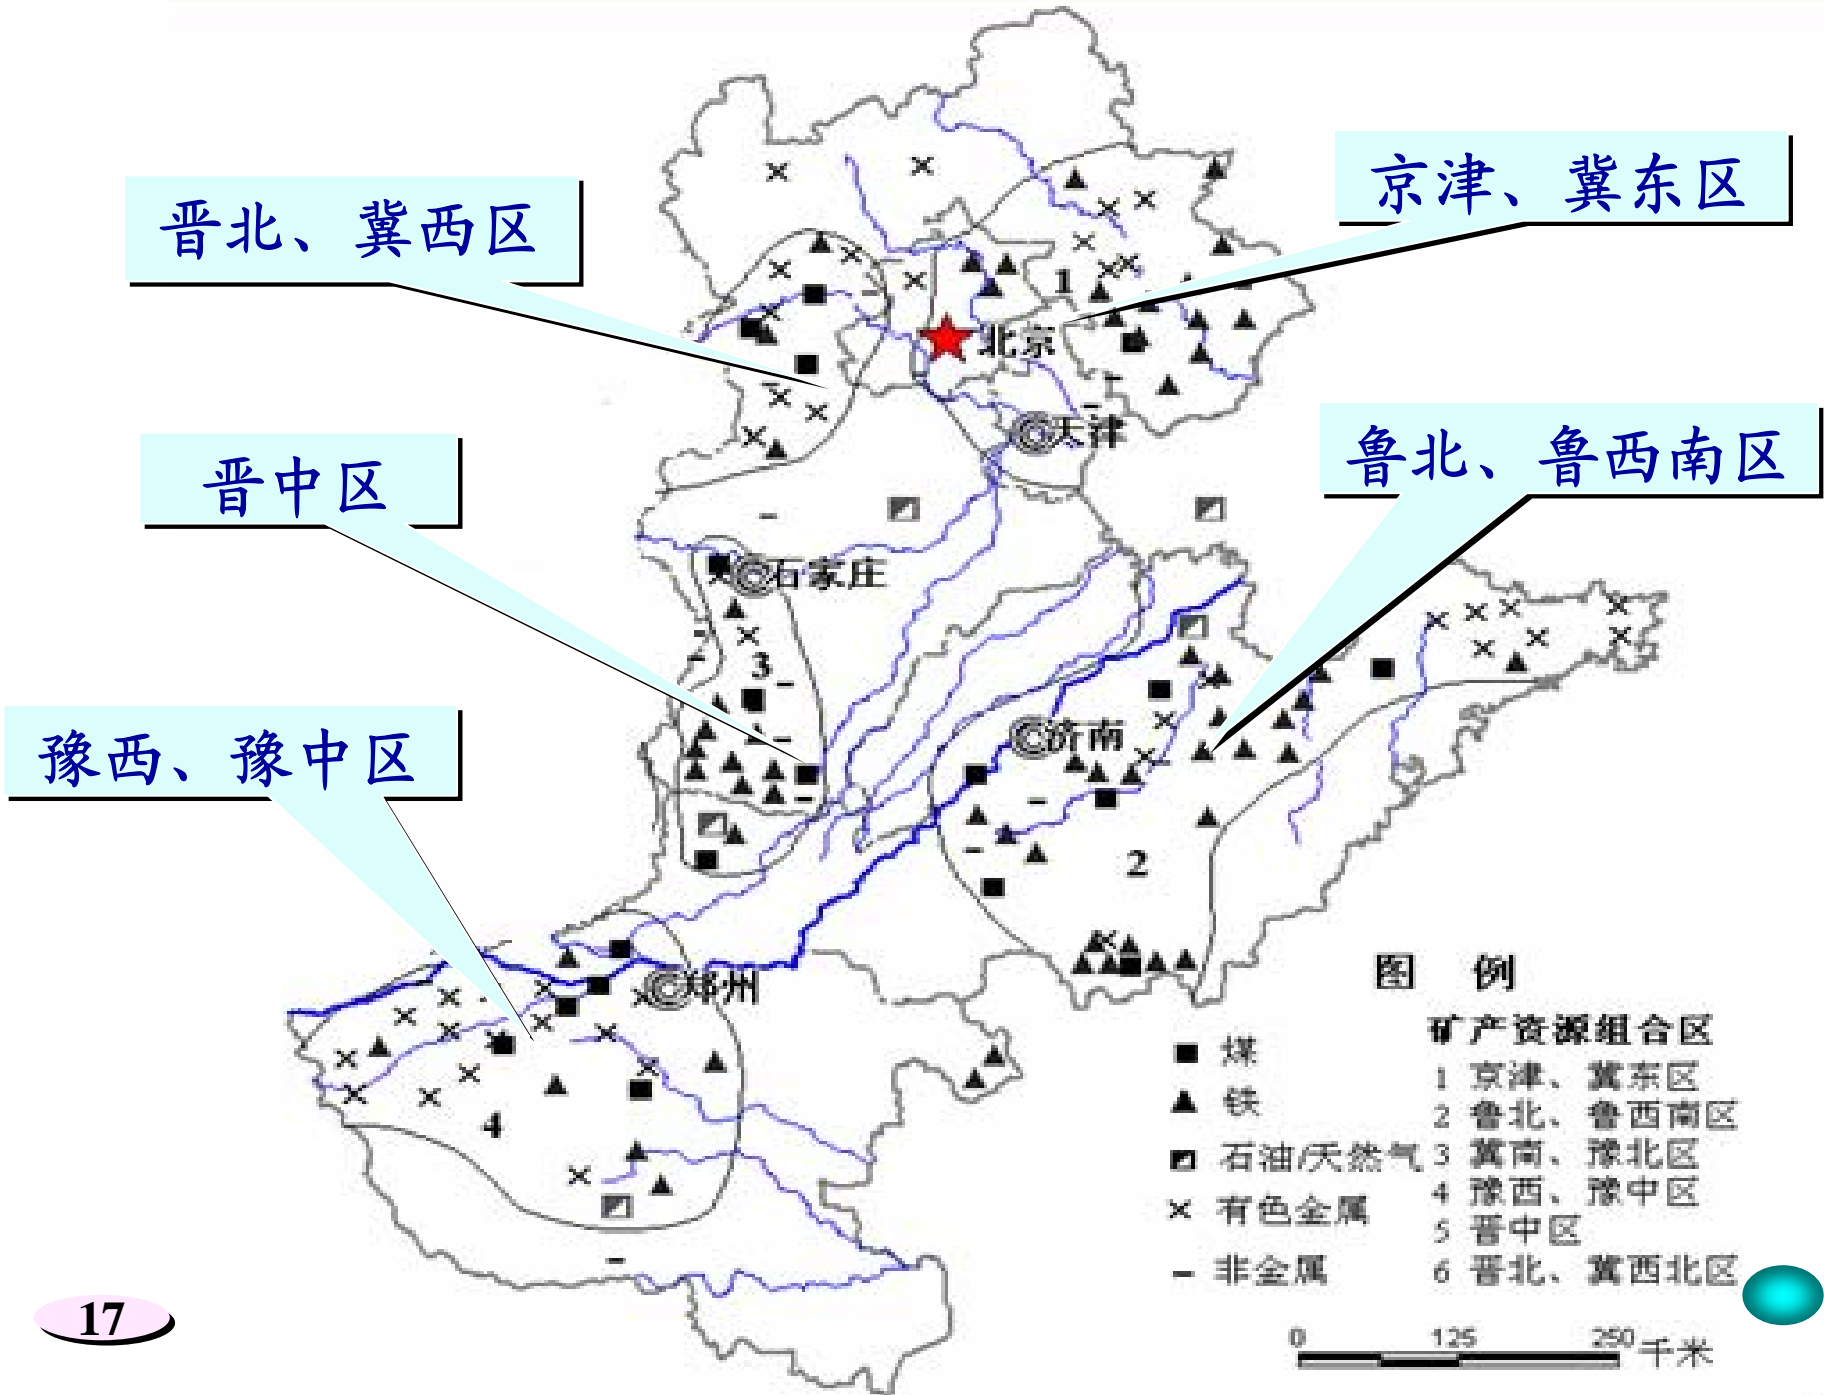 京津、冀东区
晋北、冀西区
1
北京
天津
鲁北、鲁西南区
晋中区
石家庄
3
豫西、豫中区
济南
2
郑州
4
图 例
矿产资源组合区
煤
1 京津、冀东区
铁
2 鲁北、鲁西南区
石油/天然气
3 冀南、豫北区
4 豫西、豫中区
有色金属
5 晋中区
非金属
6 晋北、冀西北区
17
0 125 250 千米